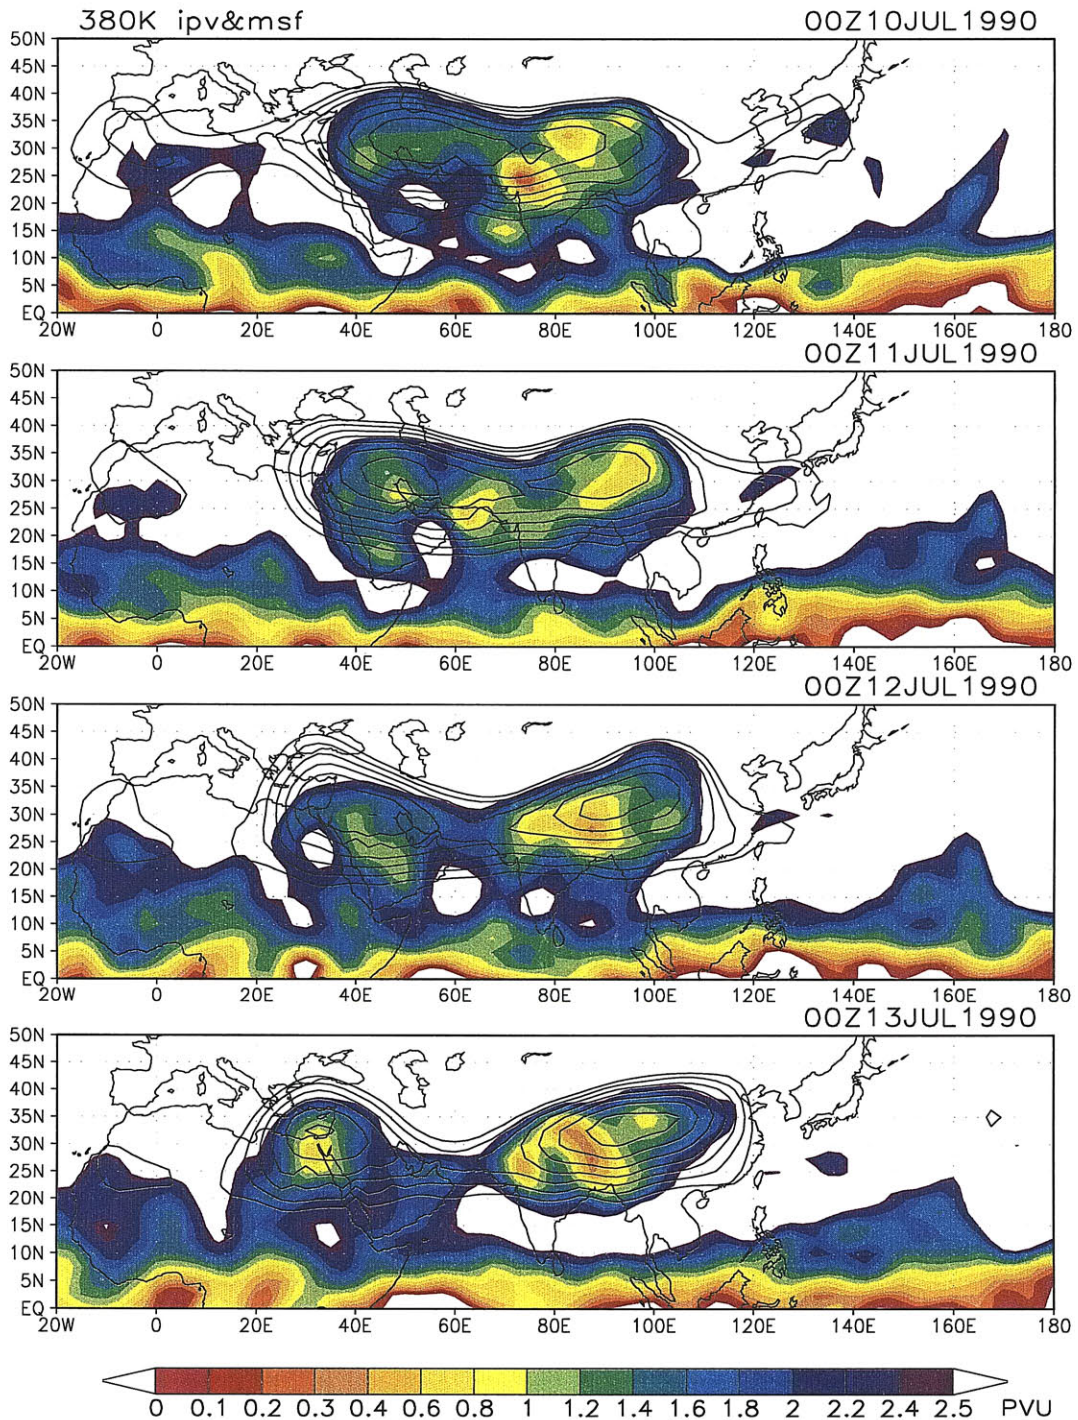 380K ipv&msf 00Z10JUL1990
50N
45N
40N
35N
30N
25N
20N
15N
10N
5N
EQ
20W 0 20E 40E 60E 80E 100E 120E 140E 160E 180
00Z11JUL1990
50N
45N
40N
35N
30N
25N
20N
15N
10N
5N
EQ
20W 0 20E 40E 60E 80E 100E 120E 140E 160E 180
00Z12JUL1990
50N
45N
40N
35N
30N
25N
20N
15N
10N
5N
EQ
20W 0 20E 40E 60E 80E 100E 120E 140E 160E 180
00Z13JUL1990
50N
45N
40N
35N
30N
25N
20N
15N
10N
5N
EQ
20W 0 20E 40E 60E 80E 100E 120E 140E 160E 180
0 0.1 0.2 0.3 0.4 0.6 0.8 1 1.2 1.4 1.6 1.8 2 2.2 2.4 2.5 PVU